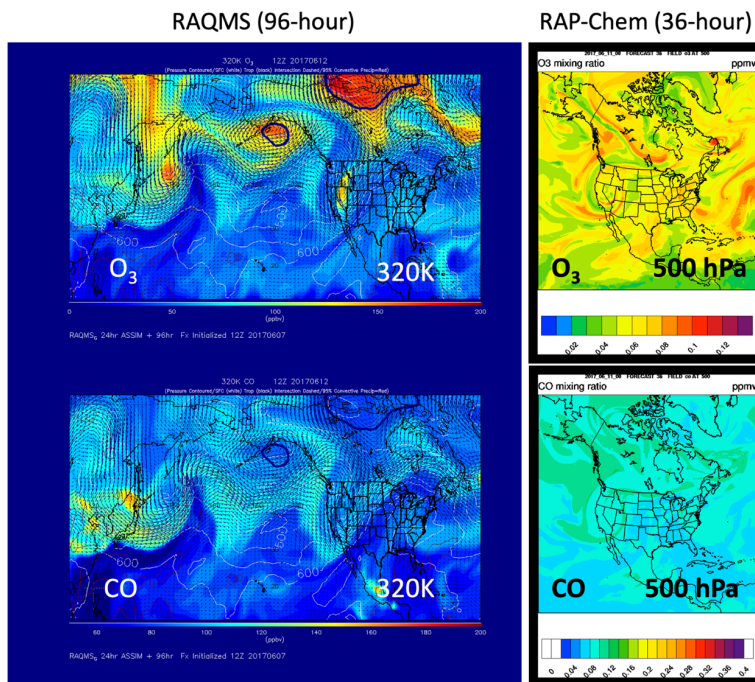 RAQMS (96-hour)
RAP-Chem (36-hour)
320K O₃ 12Z 20170612
(Pressure Contoured/SFC (white) Trop (black) Intersection Dashed/95% Convective Precip=Red)
600
600
O₃
320K
0 50 100 150 200
(ppbv)
RAQMS 24hr ASSIM + 96hr Fx Initialized 12Z 20170607
320K CO 12Z 20170612
(Pressure Contoured/SFC (white) Trop (black) Intersection Dashed/95% Convective Precip=Red)
600
600
CO
320K
60 80 100 120 140 160 180 200
(ppbv)
RAQMS 24hr ASSIM + 96hr Fx Initialized 12Z 20170607
O3 mixing ratio
ppmv
O₃
500 hPa
0.02 0.04 0.06 0.08 0.1 0.12
CO mixing ratio
ppmv
CO
500 hPa
0 0.04 0.08 0.12 0.16 0.2 0.24 0.28 0.32 0.36 0.4